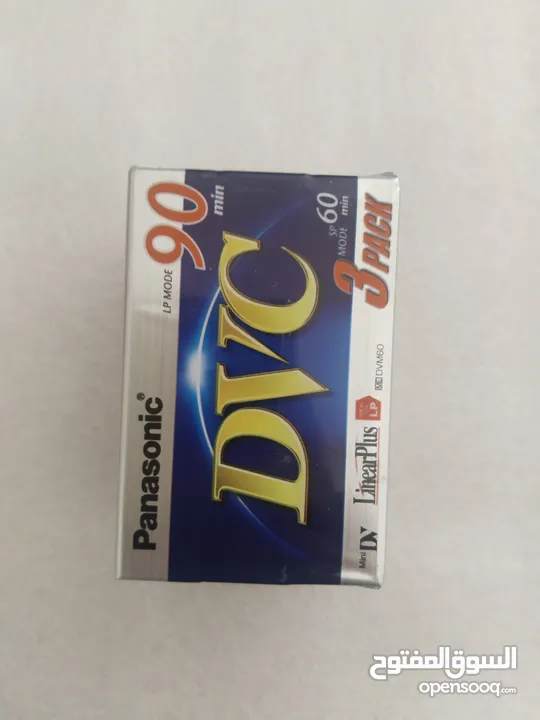 Panasonic®
LP MODE 90 min
DVC
SP MODE 60 min
Mini DV LinearPlus LP DVM60 3 PACK
السوق المفتوح
opensooq.com